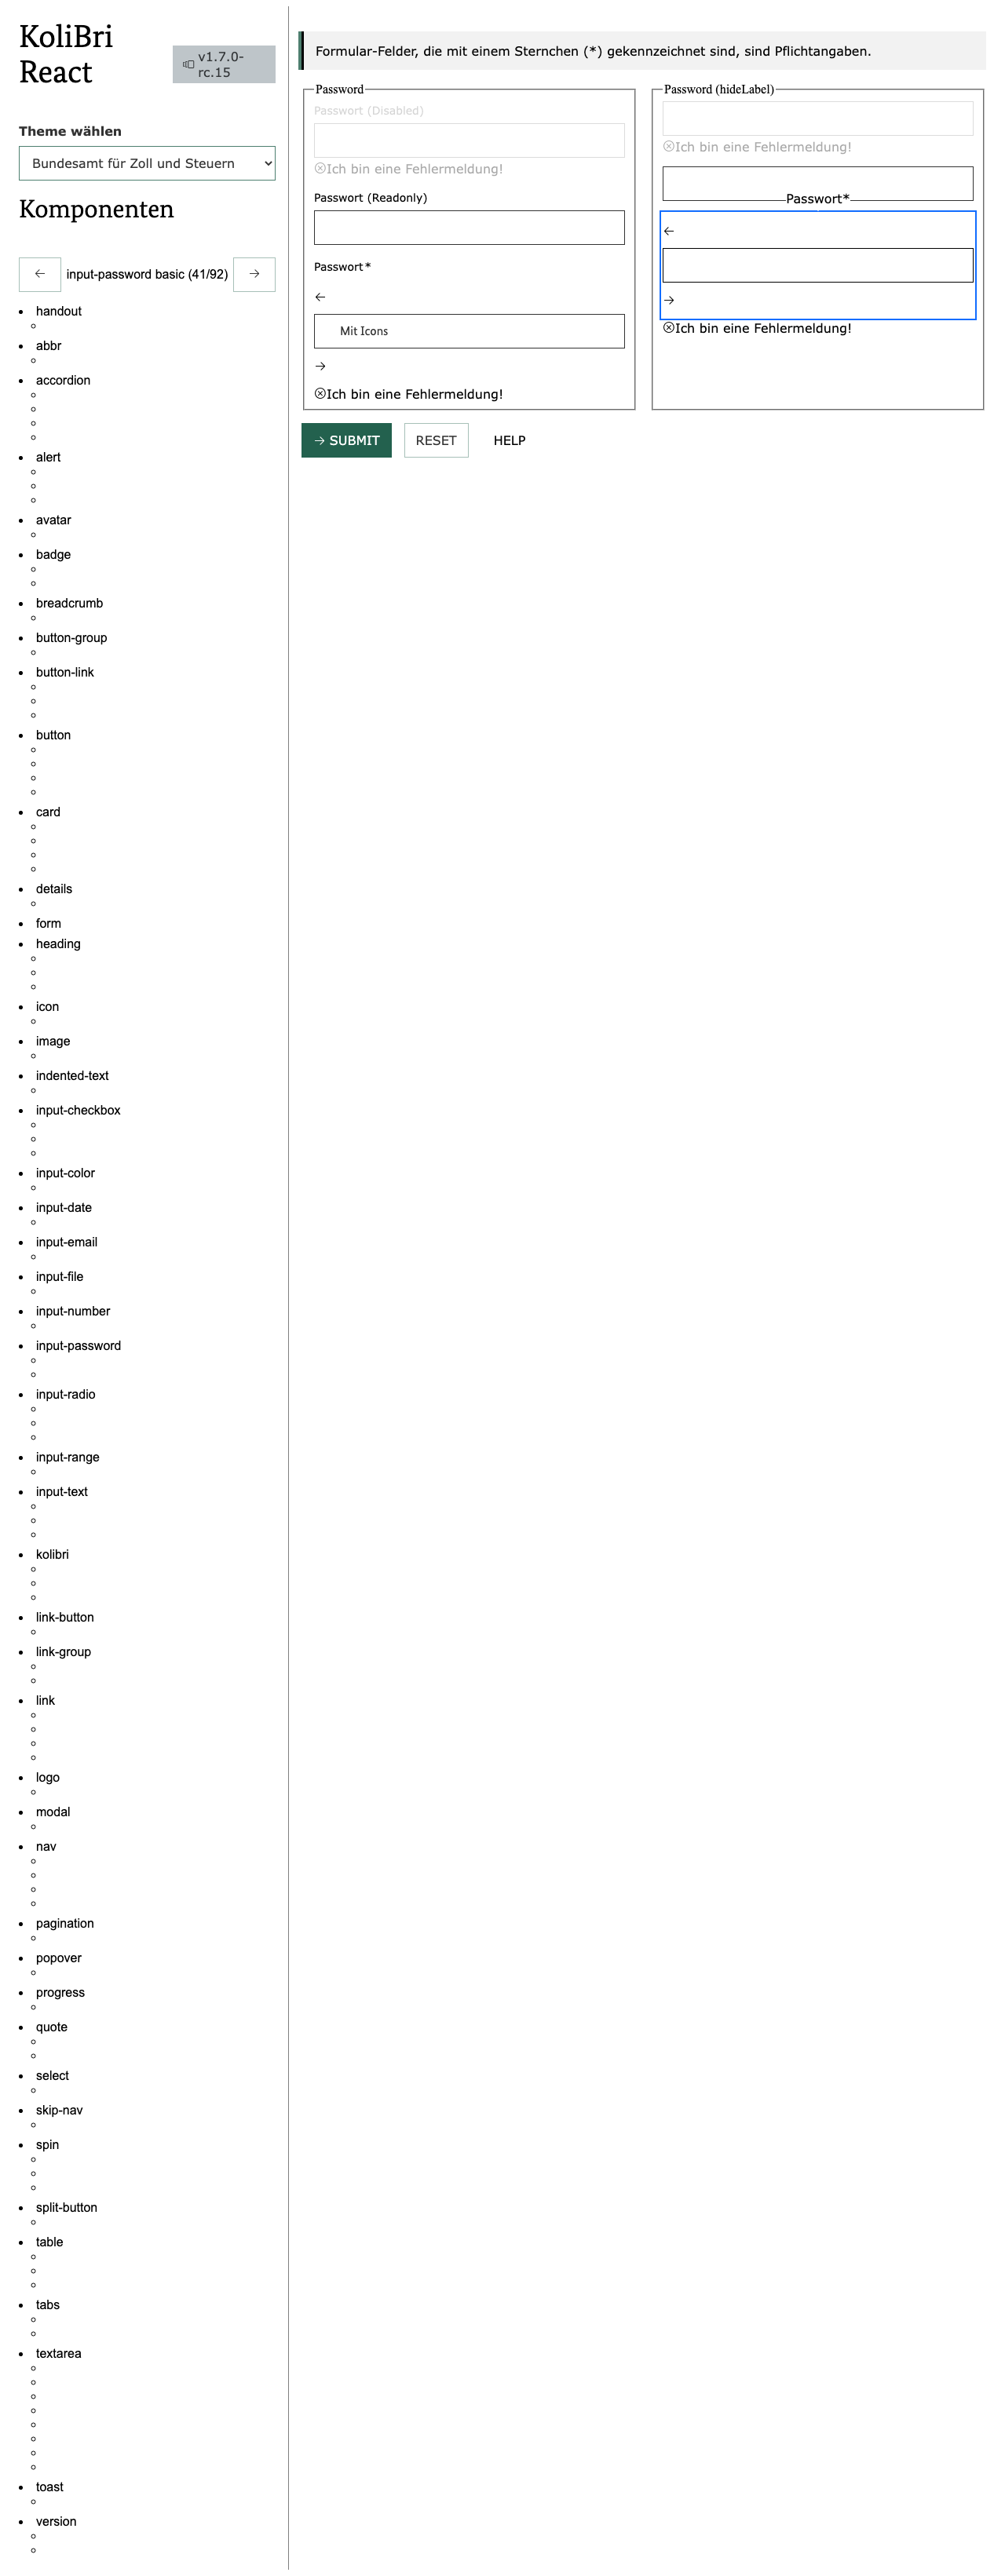 KoliBri
React
v1.7.0-
rc.15
Theme wählen
Bundesamt für Zoll und Steuern
Komponenten
input-password basic (41/92)
handout
abbr
accordion
alert
avatar
badge
breadcrumb
button-group
button-link
button
card
details
form
heading
icon
image
indented-text
input-checkbox
input-color
input-date
input-email
input-file
input-number
input-password
input-radio
input-range
input-text
kolibri
link-button
link-group
link
logo
modal
nav
pagination
popover
progress
quote
select
skip-nav
spin
split-button
table
tabs
textarea
toast
version
Formular-Felder, die mit einem Sternchen (*) gekennzeichnet sind, sind Pflichtangaben.
Password
Passwort (Disabled)
Ich bin eine Fehlermeldung!
Passwort (Readonly)
Passwort*
Mit Icons
Ich bin eine Fehlermeldung!
Password (hideLabel)
Ich bin eine Fehlermeldung!
Passwort*
Ich bin eine Fehlermeldung!
SUBMIT
RESET
HELP